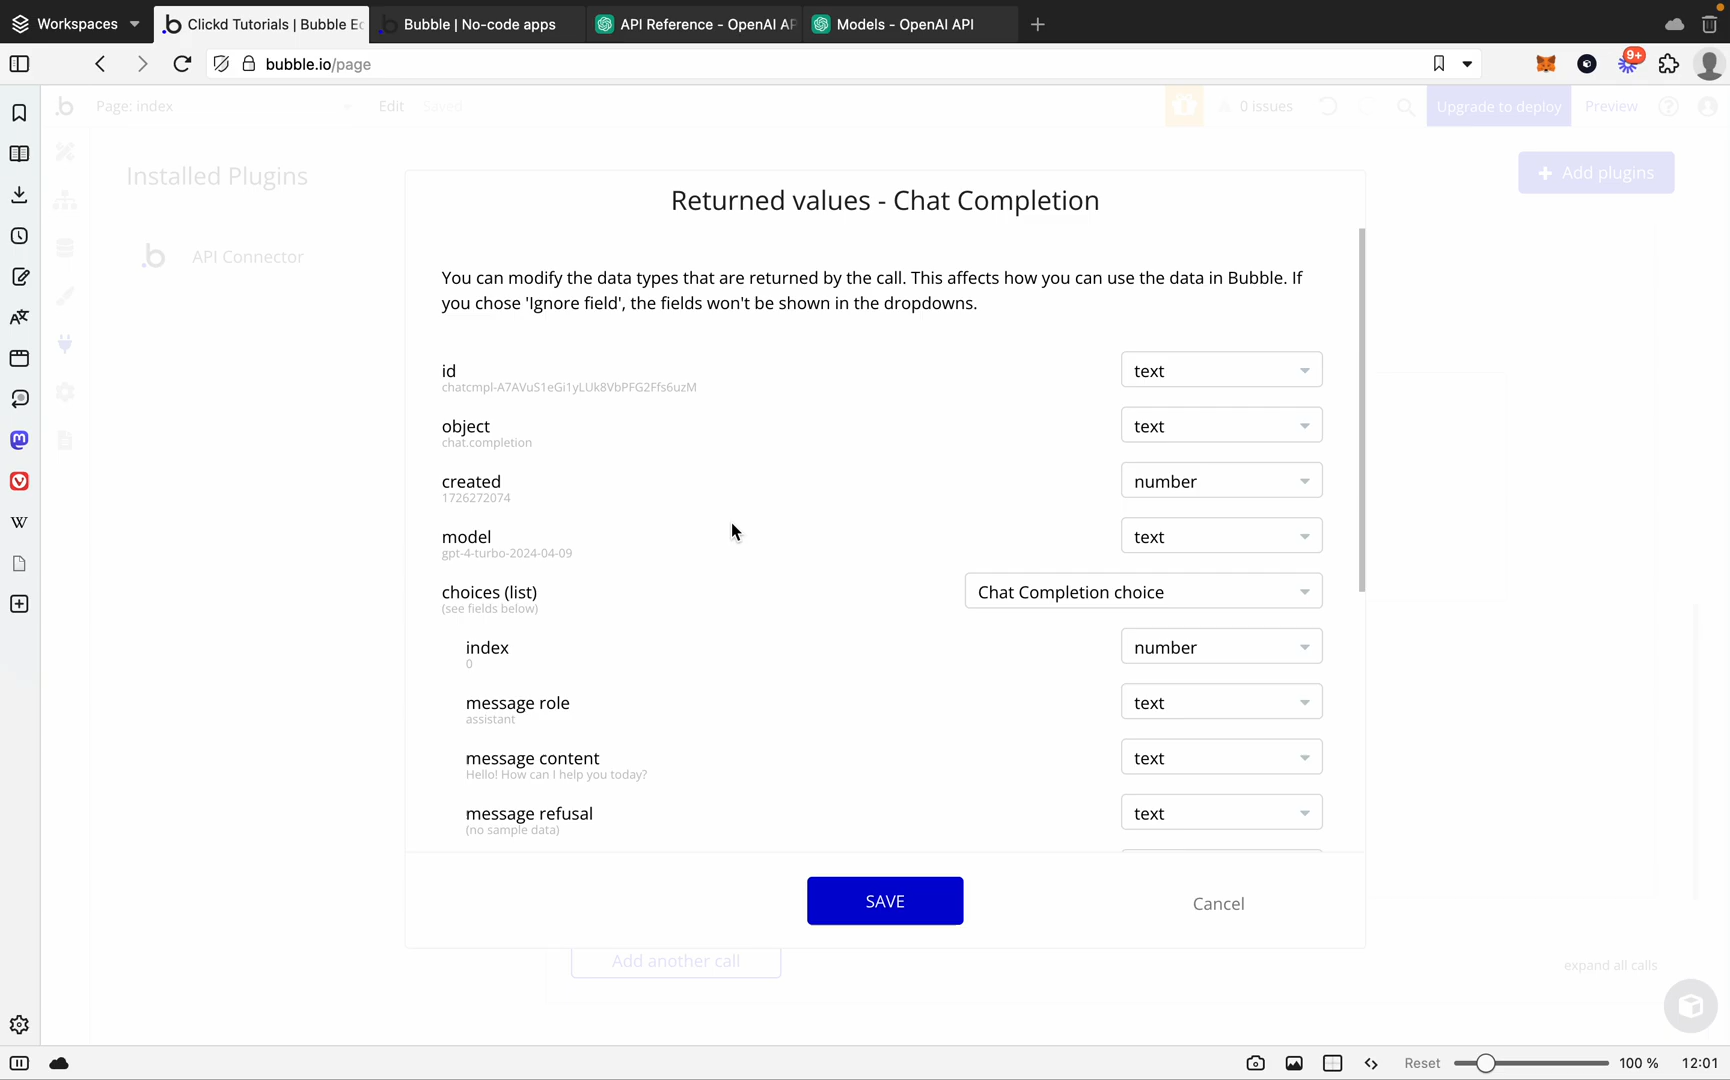 Workspaces
Clickd Tutorials | Bubble Ec
Bubble | No-code apps
API Reference - OpenAI AP
Models - OpenAI API
bubble.io/page
9+
Page: index
Edit
Saved
0 issues
Upgrade to deploy
Preview
Installed Plugins
Add plugins
API Connector
Returned values - Chat Completion
You can modify the data types that are returned by the call. This affects how you can use the data in Bubble. If
you chose 'Ignore field', the fields won't be shown in the dropdowns.
id
text
chatcmpl-A7AVuS1eGi1yLUk8VbPFG2Ffs6uzM
object
text
chat.completion
created
number
1726272074
model
text
gpt-4-turbo-2024-04-09
choices (list)
Chat Completion choice
(see fields below)
index
number
0
message role
text
assistant
message content
text
Hello! How can I help you today?
message refusal
text
(no sample data)
SAVE
Cancel
Add another call
expand all calls
Reset
100 %
12:01